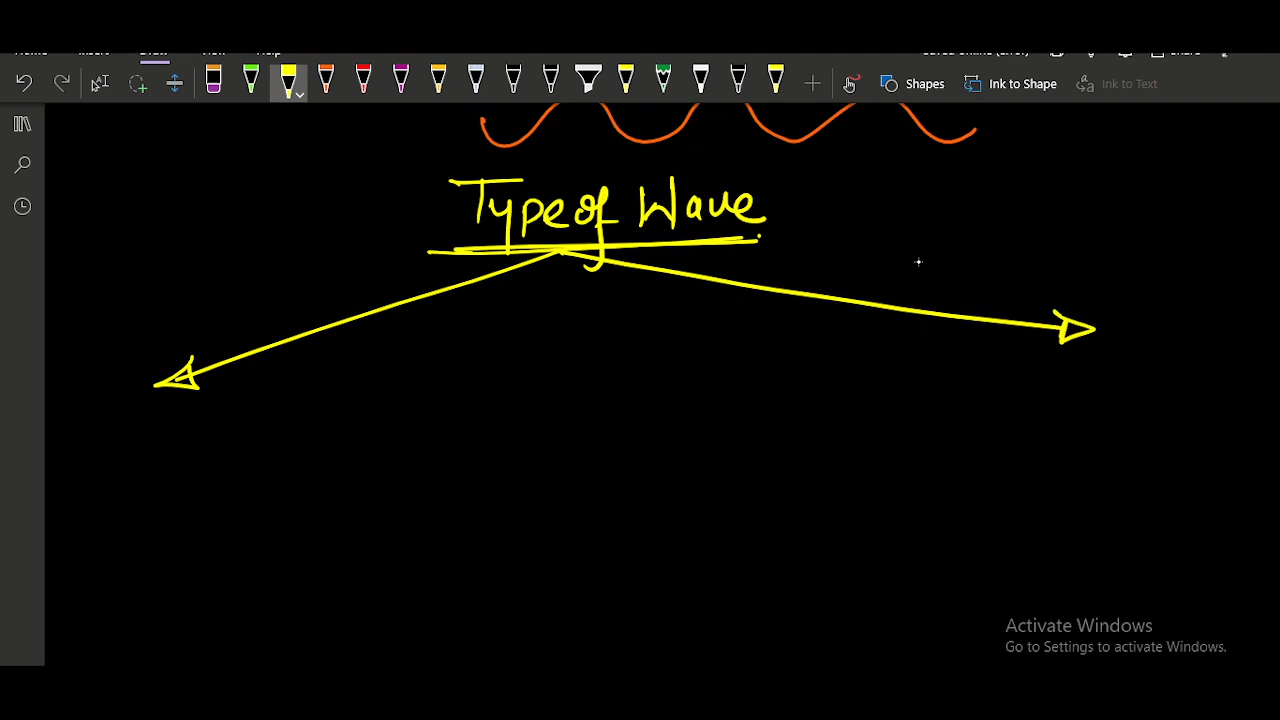 Shapes
Ink to Shape
Ink to Text
Type of Wave
Activate Windows
Go to Settings to activate Windows.